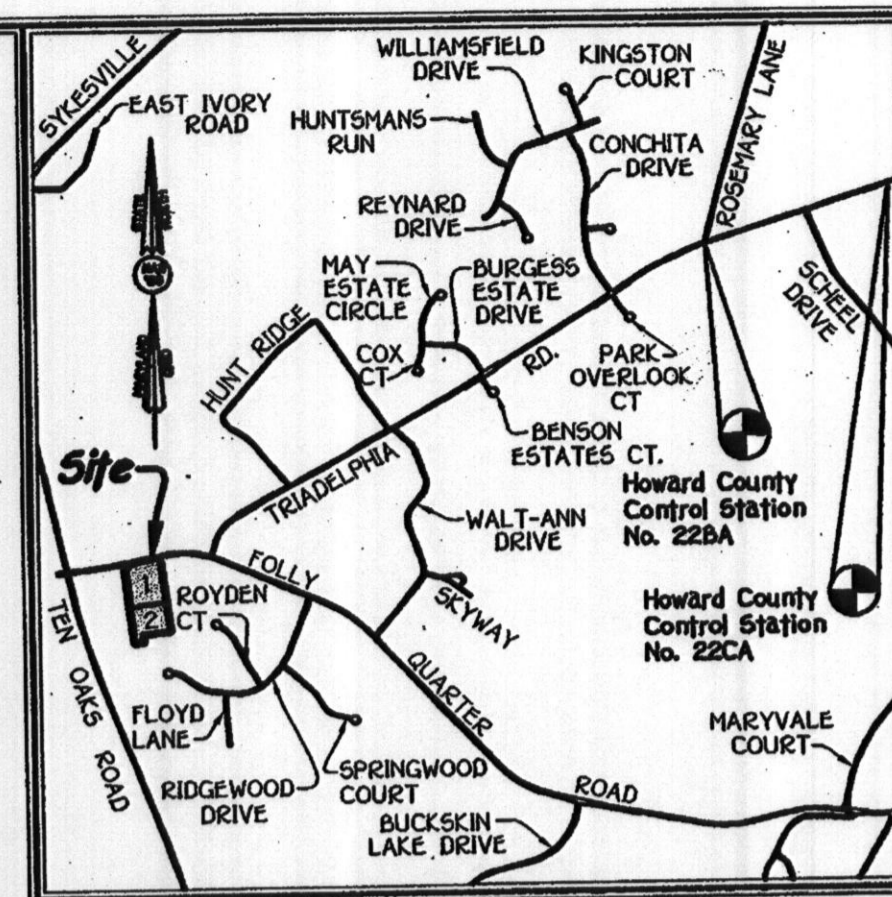 SYKESVILLE
EAST IVORY
ROAD
WILLIAMSFIELD
DRIVE
KINGSTON
COURT
HUNTSMANS
RUN
CONCHITA
DRIVE
ROSEMARY LANE
REYNARD
DRIVE
MAY
ESTATE
CIRCLE
BURGESS
ESTATE
DRIVE
SCHEEL
DRIVE
HUNT RIDGE
COX
CT
RD.
PARK
OVERLOOK
CT
BENSON
ESTATES CT.
TRIADELPHIA
Site
Howard County
Control Station
No. 22BA
WALT-ANN
DRIVE
FOLLY
1
2
ROYDEN
CT
SKYWAY
Howard County
Control Station
No. 22CA
TEN OAKS ROAD
QUARTER
FLOYD
LANE
MARYVALE
COURT
RIDGEWOOD
DRIVE
SPRINGWOOD
COURT
ROAD
BUCKSKIN
LAKE DRIVE